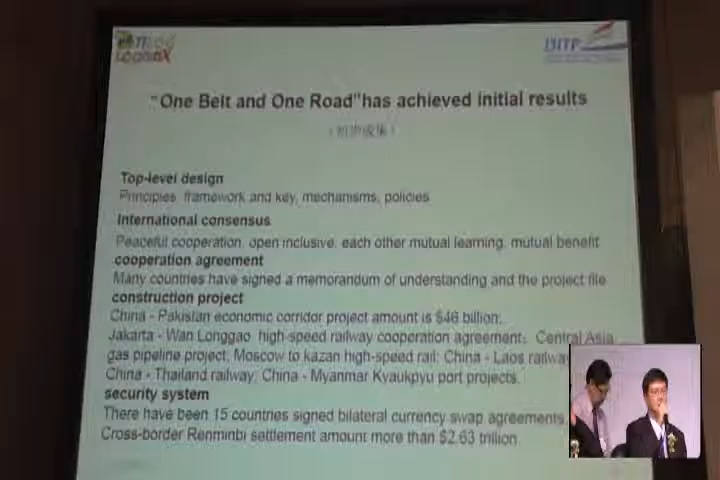 LOGISTIX
"One Belt and One Road"has achieved initial results
Top-level design
Principles, framework and key, mechanisms, policies
International consensus
Peaceful cooperation, open inclusive, each other mutual learning, mutual benefit
cooperation agreement
Many countries have signed a memorandum of understanding and the project file
construction project
China - Pakistan economic corridor project amount is $46 billion;
Jakarta - Wan Longgao high-speed railway cooperation agreement; Central Asia
gas pipeline project; Moscow to kazan high-speed rail; China - Laos railway
China - Thailand railway; China - Myanmar Kyaukpyu port projects.
security system
There have been 15 countries signed bilateral currency swap agreements
Cross-border Renminbi settlement amount more than $2.63 trillion